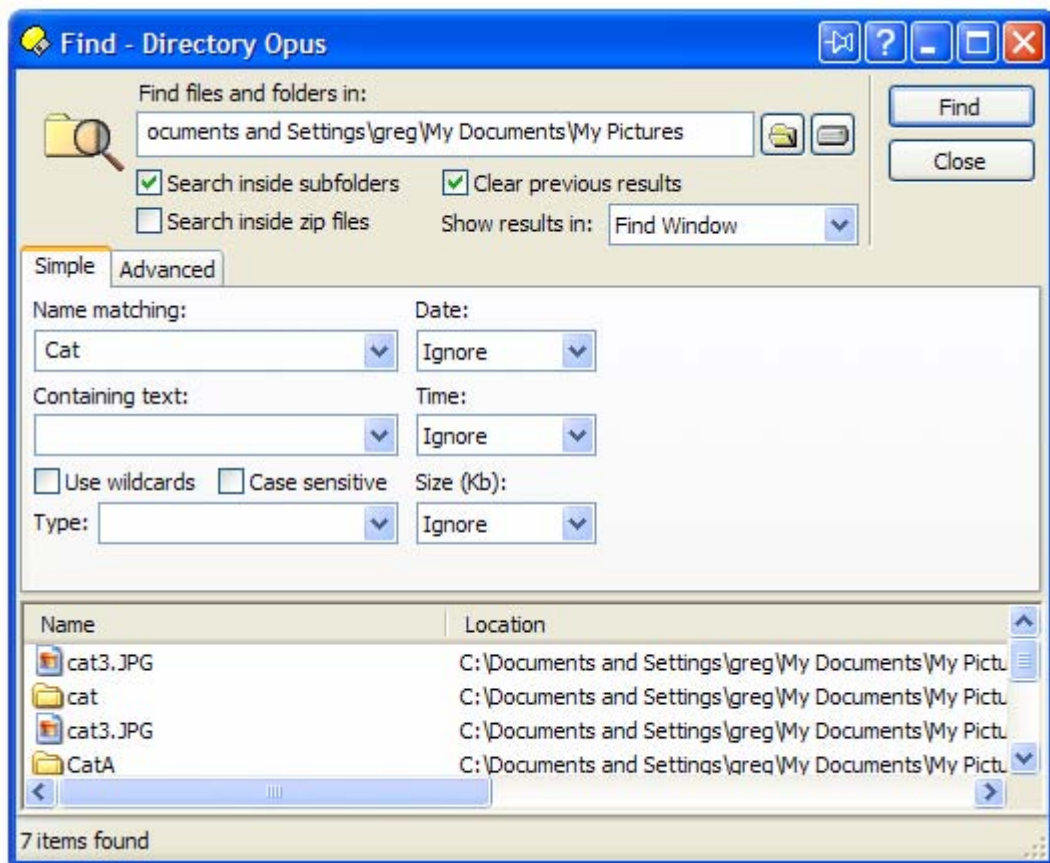 Find - Directory Opus
Find files and folders in:
ocuments and Settings\greg\My Documents\My Pictures
Find
Close
Search inside subfolders Clear previous results
Search inside zip files Show results in: Find Window
Simple Advanced
Name matching: Date:
Cat Ignore
Containing text: Time:
Ignore
Use wildcards Case sensitive Size (Kb):
Type: Ignore
Name Location
cat3.JPG C:\Documents and Settings\greg\My Documents\My Pictu
cat C:\Documents and Settings\greg\My Documents\My Pictu
cat3.JPG C:\Documents and Settings\greg\My Documents\My Pictu
CatA C:\Documents and Settings\greg\My Documents\My Pictu
7 items found